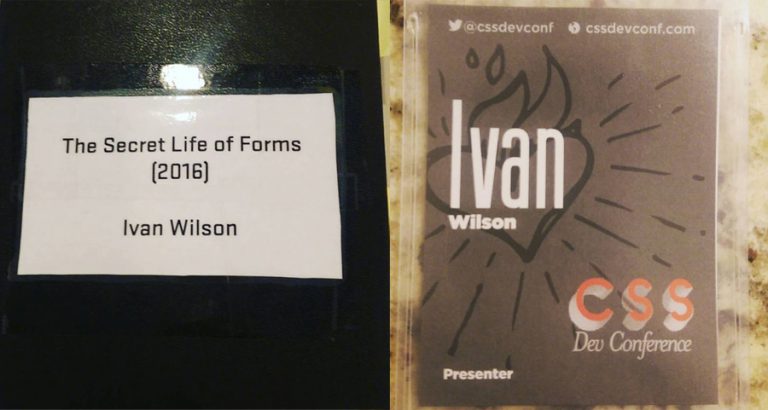 The Secret Life of Forms
(2016)
Ivan Wilson
@cssdevconf cssdevconf.com
Ivan
Wilson
CSS
Dev Conference
Presenter